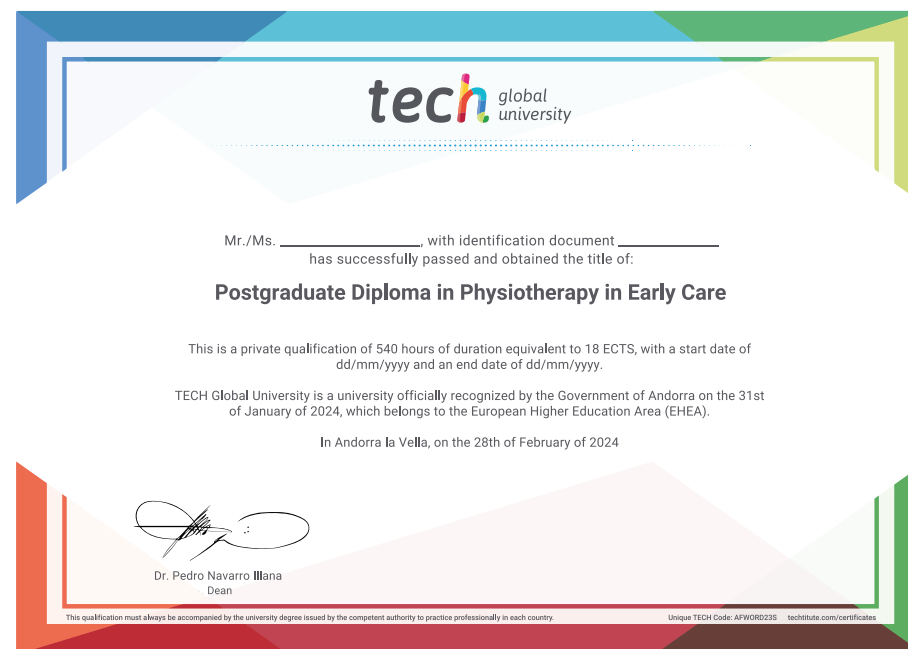 tech global university
Mr./Ms. ____________________, with identification document ______________
has successfully passed and obtained the title of:
Postgraduate Diploma in Physiotherapy in Early Care
This is a private qualification of 540 hours of duration equivalent to 18 ECTS, with a start date of
dd/mm/yyyy and an end date of dd/mm/yyyy.
TECH Global University is a university officially recognized by the Government of Andorra on the 31st
of January of 2024, which belongs to the European Higher Education Area (EHEA).
In Andorra la Vella, on the 28th of February of 2024
Dr. Pedro Navarro Illana
Dean
This qualification must always be accompanied by the university degree issued by the competent authority to practice professionally in each country.
Unique TECH Code: AFWORD23S techtitute.com/certificates